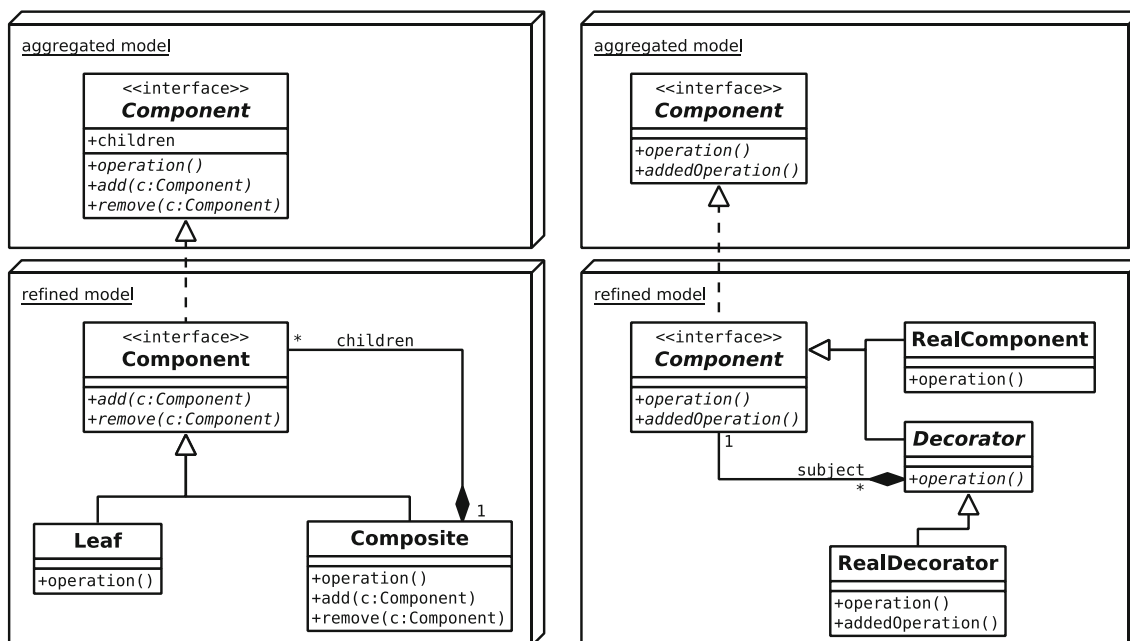 aggregated model
<<interface>>
Component
+children
+operation()
+add(c:Component)
+remove(c:Component)
refined model
<<interface>>
Component
+add(c:Component)
+remove(c:Component)
* children
1
Leaf
+operation()
Composite
+operation()
+add(c:Component)
+remove(c:Component)
aggregated model
<<interface>>
Component
+operation()
+addedOperation()
refined model
<<interface>>
Component
+operation()
+addedOperation()
RealComponent
+operation()
1
subject
*
Decorator
+operation()
RealDecorator
+operation()
+addedOperation()